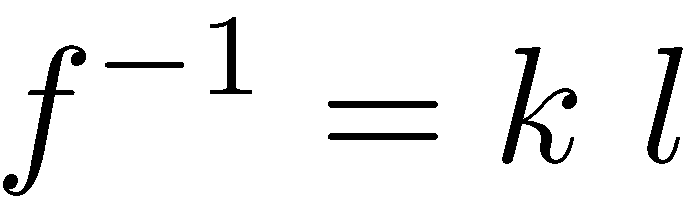 f⁻¹ = k l